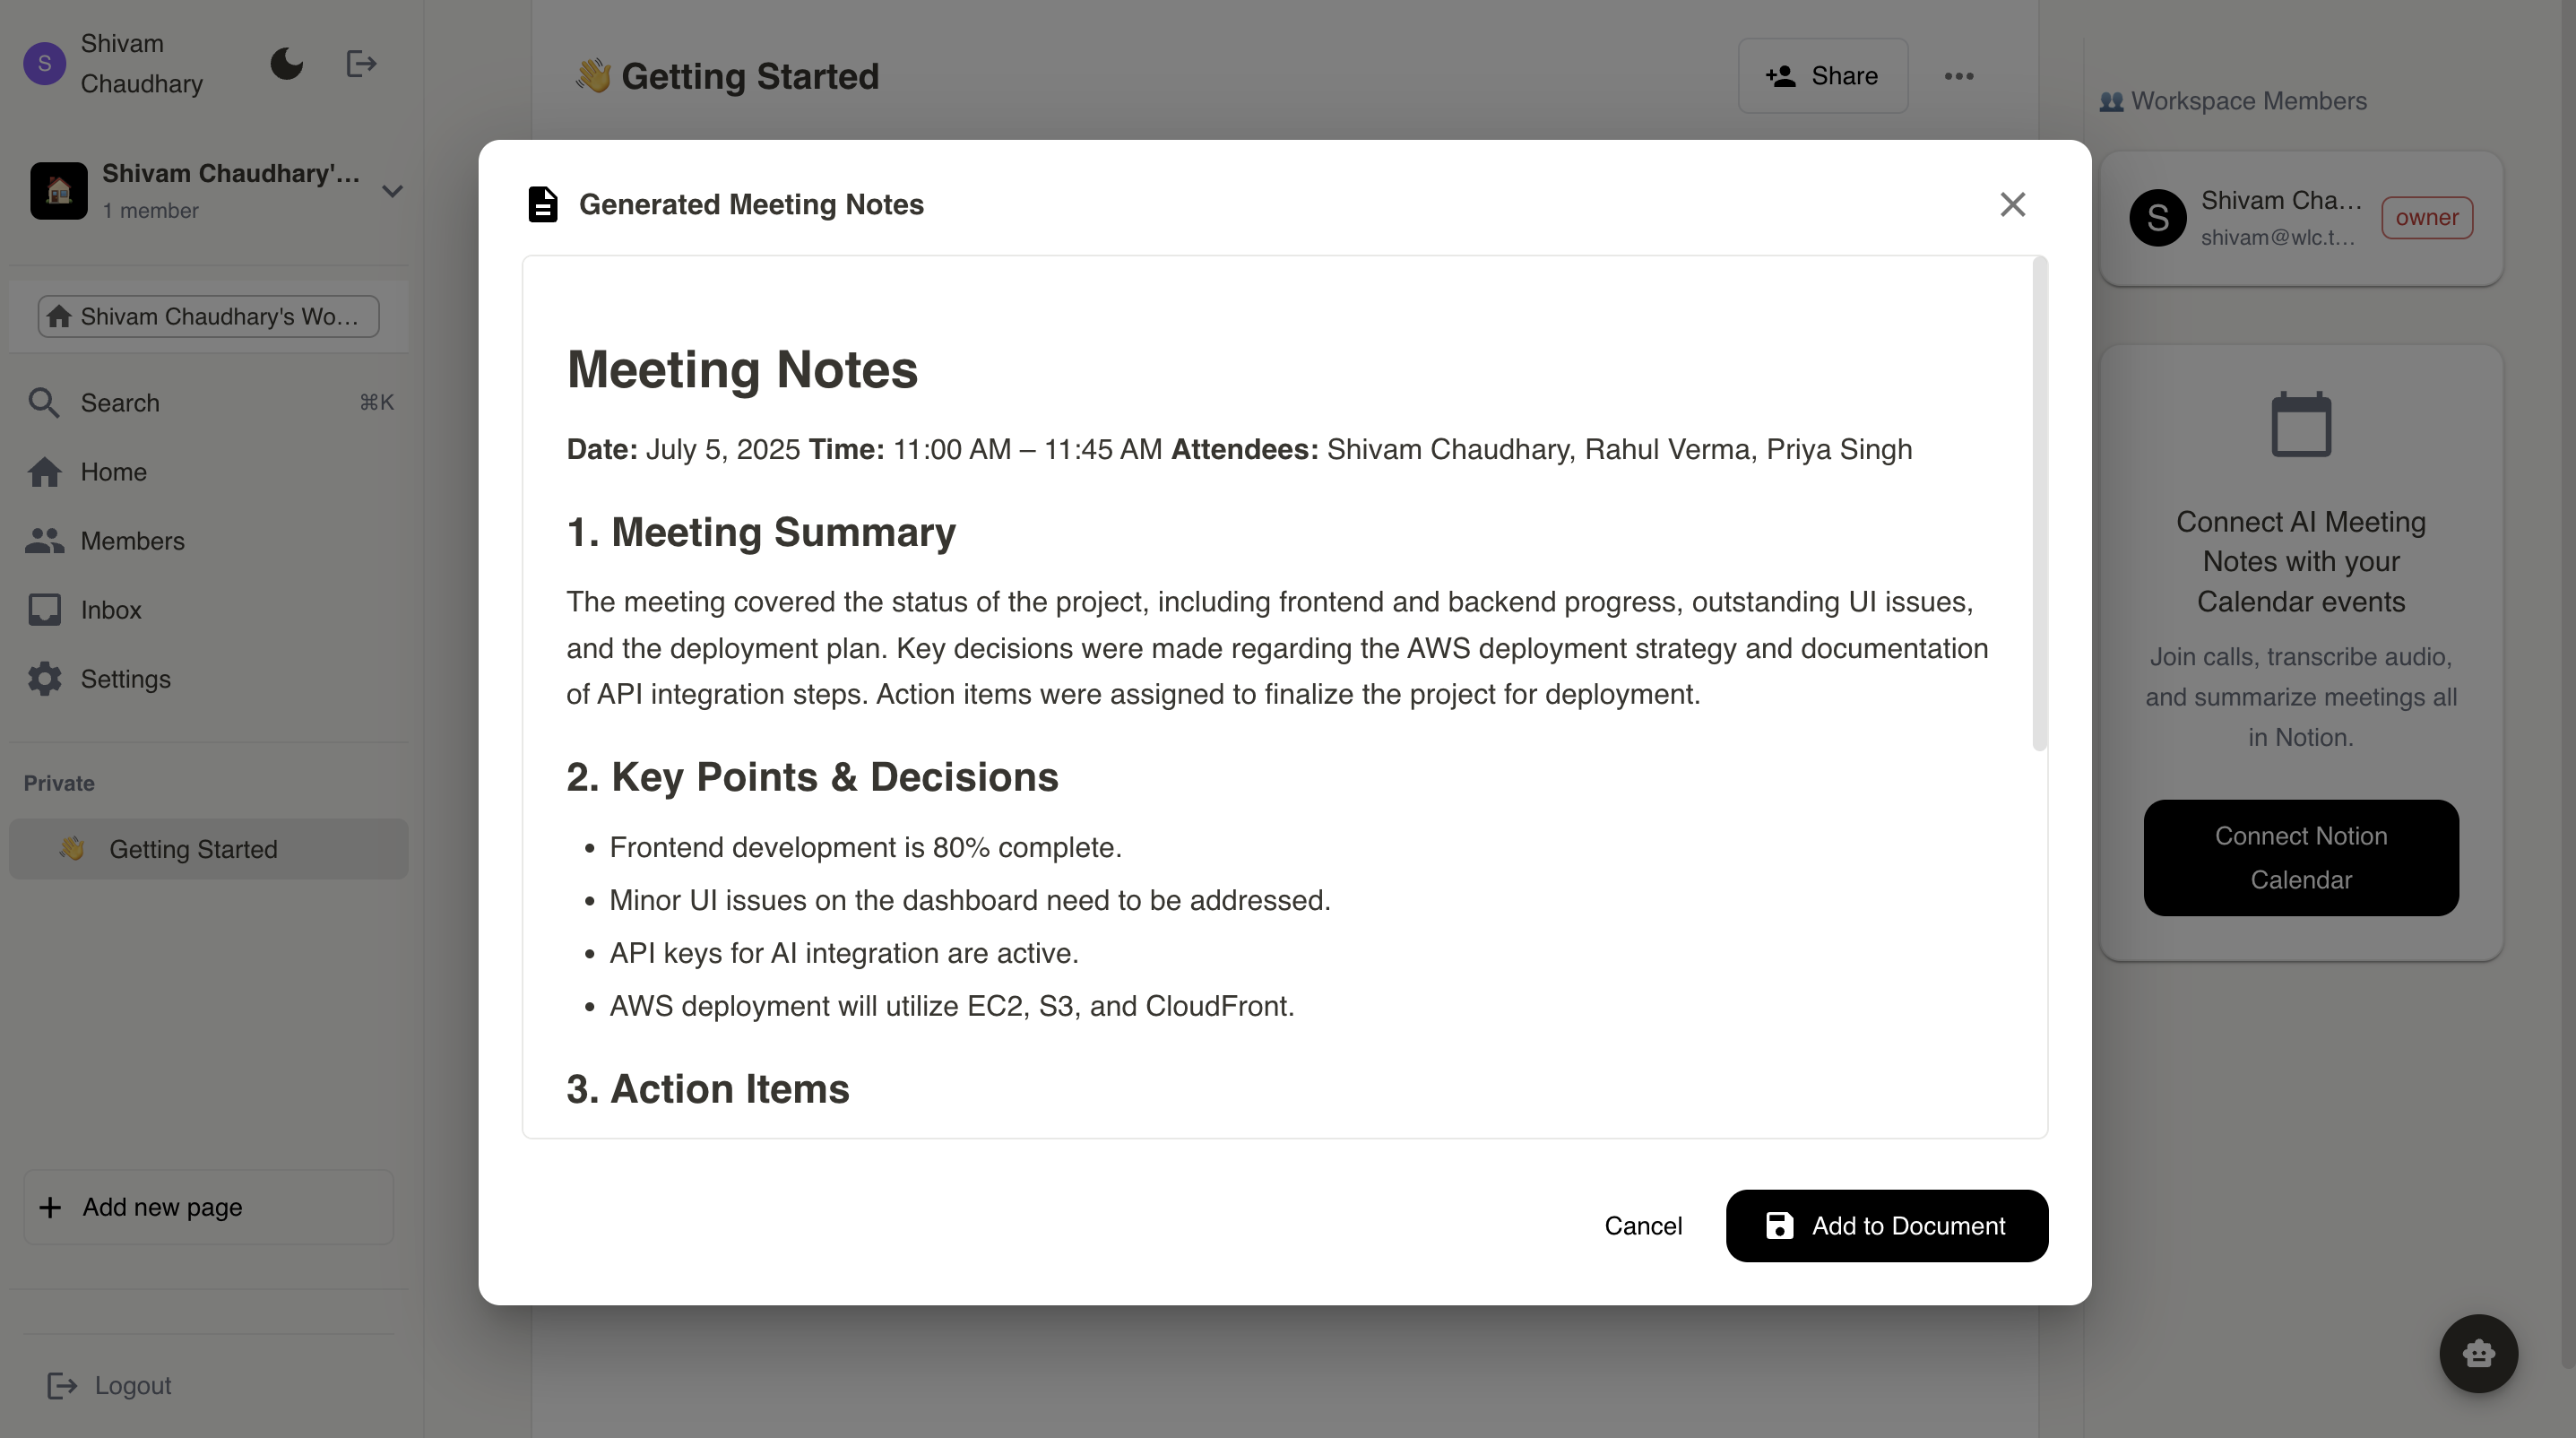 S
Shivam
Chaudhary
Shivam Chaudhary'...
1 member
Shivam Chaudhary's Wo...
Search ⌘K
Home
Members
Inbox
Settings
Private
👋 Getting Started
+ Add new page
Logout
👋 Getting Started
Share
Generated Meeting Notes
Meeting Notes
Date: July 5, 2025 Time: 11:00 AM – 11:45 AM Attendees: Shivam Chaudhary, Rahul Verma, Priya Singh
1. Meeting Summary
The meeting covered the status of the project, including frontend and backend progress, outstanding UI issues,
and the deployment plan. Key decisions were made regarding the AWS deployment strategy and documentation
of API integration steps. Action items were assigned to finalize the project for deployment.
2. Key Points & Decisions
• Frontend development is 80% complete.
• Minor UI issues on the dashboard need to be addressed.
• API keys for AI integration are active.
• AWS deployment will utilize EC2, S3, and CloudFront.
3. Action Items
Cancel
Add to Document
👥 Workspace Members
S
Shivam Cha...
shivam@wlc.t...
owner
Connect AI Meeting
Notes with your
Calendar events
Join calls, transcribe audio,
and summarize meetings all
in Notion.
Connect Notion
Calendar